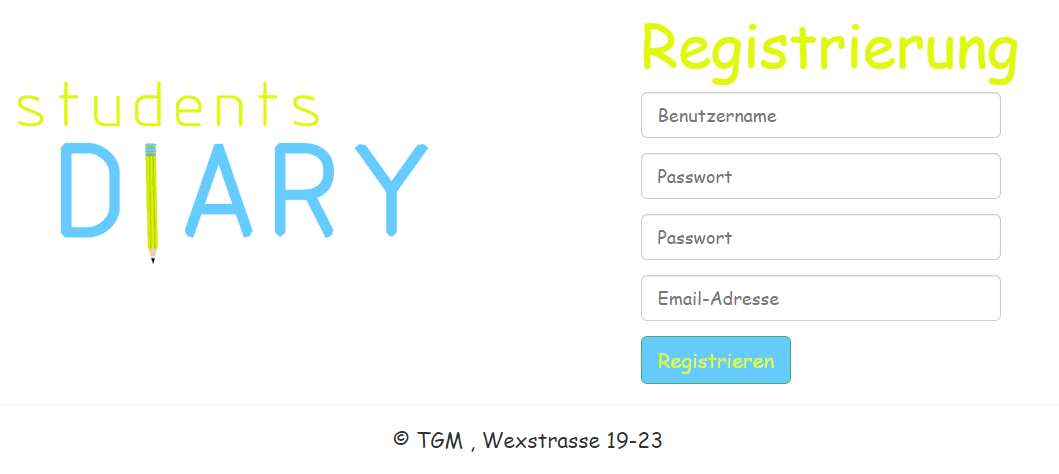 students
DIARY
Registrierung
Benutzername
Passwort
Passwort
Email-Adresse
Registrieren
© TGM , Wexstrasse 19-23